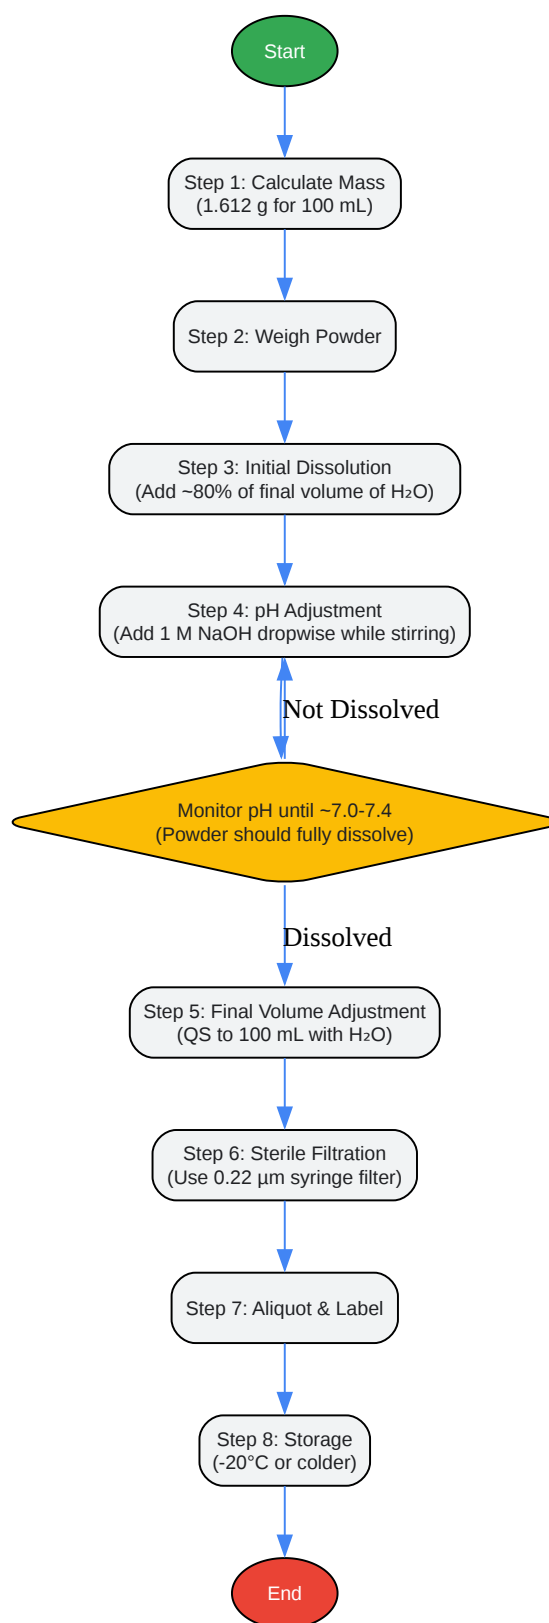 Start
Step 1: Calculate Mass
(1.612 g for 100 mL)
Step 2: Weigh Powder
Step 3: Initial Dissolution
(Add ~80% of final volume of H₂O)
Step 4: pH Adjustment
(Add 1 M NaOH dropwise while stirring)
Not Dissolved
Monitor pH until ~7.0-7.4
(Powder should fully dissolve)
Dissolved
Step 5: Final Volume Adjustment
(QS to 100 mL with H₂O)
Step 6: Sterile Filtration
(Use 0.22 µm syringe filter)
Step 7: Aliquot & Label
Step 8: Storage
(-20°C or colder)
End